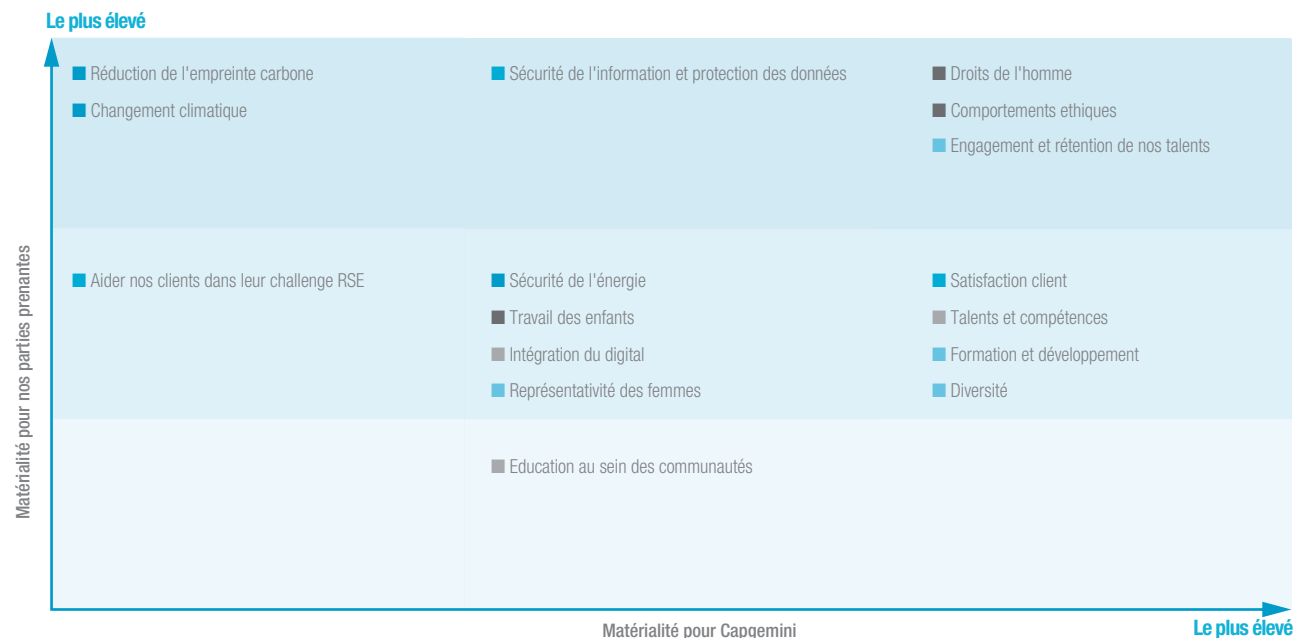 Le plus élevé
Réduction de l'empreinte carbone
Changement climatique
Sécurité de l'information et protection des données
Droits de l'homme
Comportements ethiques
Engagement et rétention de nos talents
Matérialité pour nos parties prenantes
Aider nos clients dans leur challenge RSE
Sécurité de l'énergie
Travail des enfants
Intégration du digital
Représentativité des femmes
Satisfaction client
Talents et compétences
Formation et développement
Diversité
Education au sein des communautés
Matérialité pour Capgemini
Le plus élevé